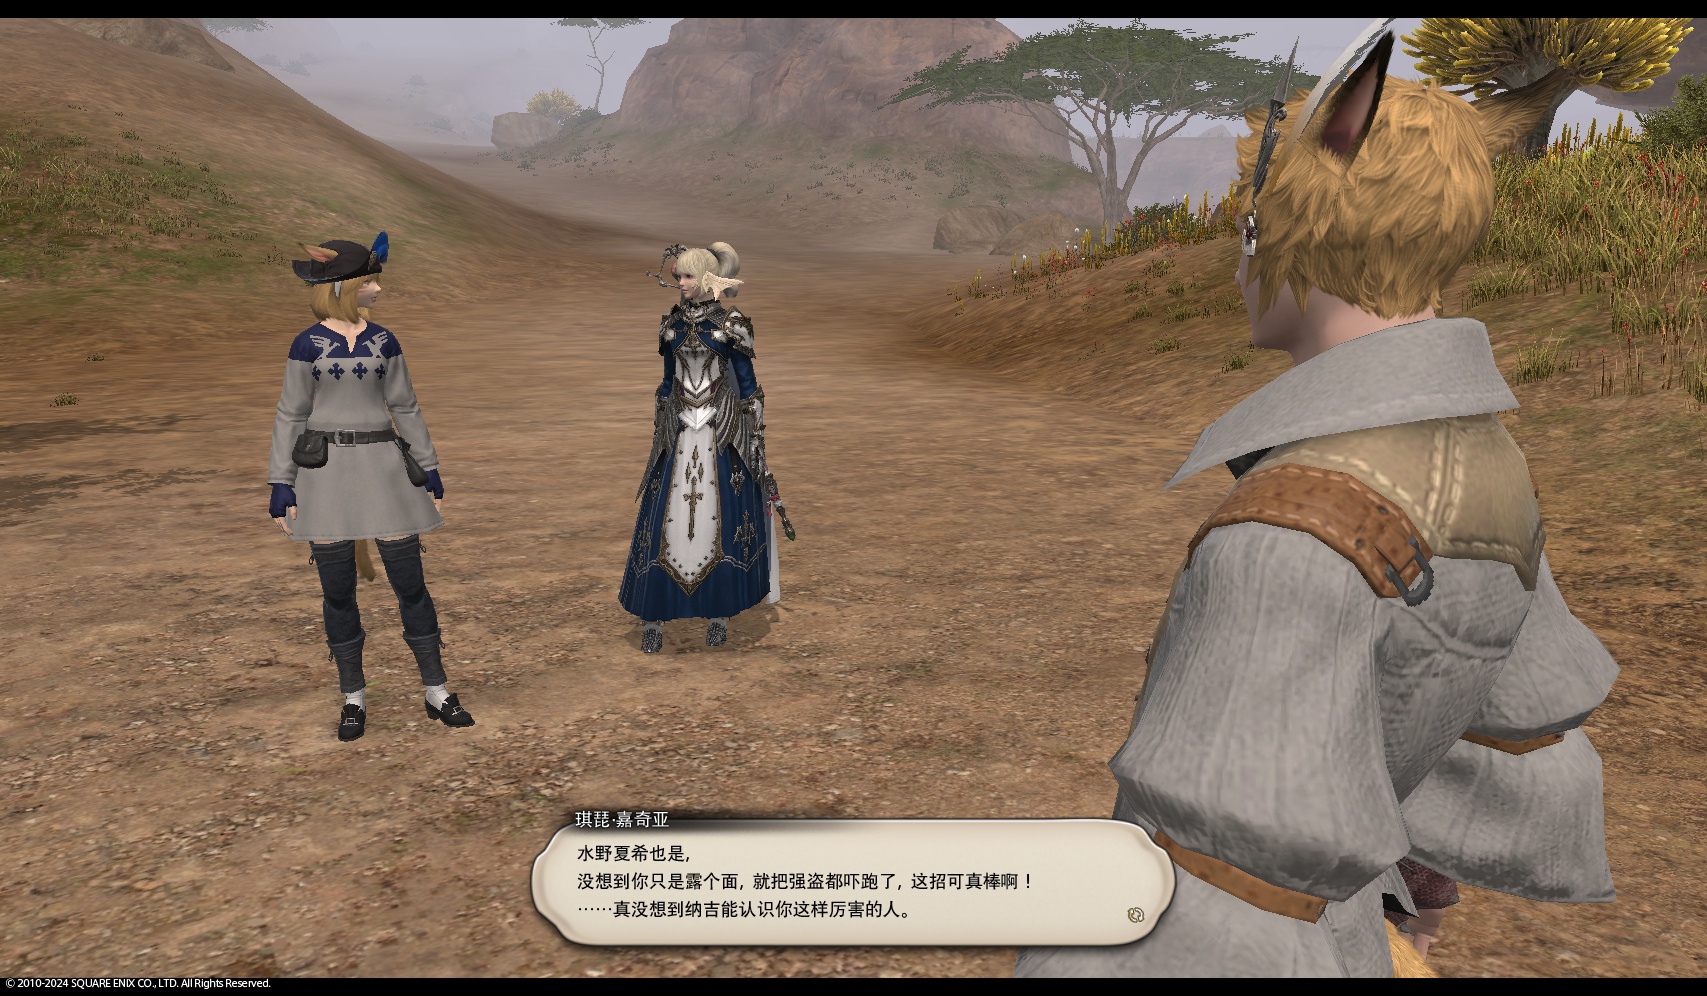 琪琵·嘉奇亚
水野夏希也是,
没想到你只是露个面, 就把强盗都吓跑了, 这招可真棒啊！
……真没想到纳吉能认识你这样厉害的人。
© 2010-2024 SQUARE ENIX CO., LTD. All Rights Reserved.